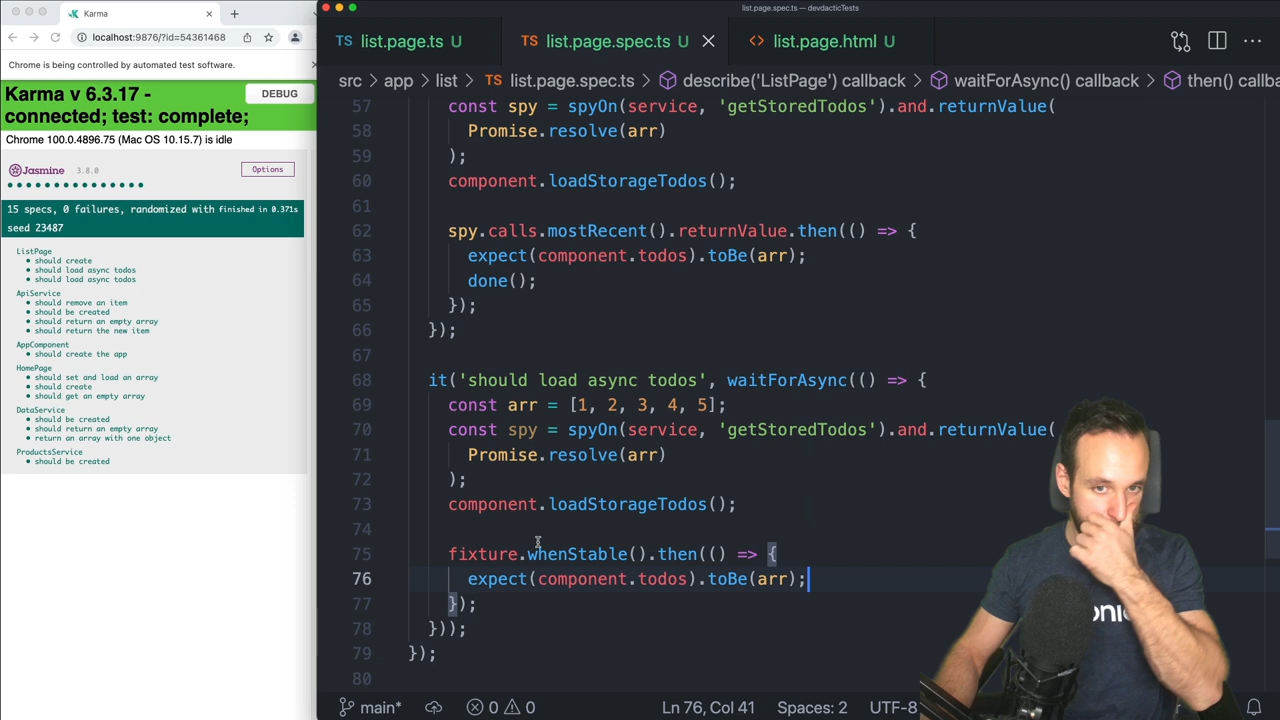 Karma
localhost:9876/?id=54361468
Chrome is being controlled by automated test software.
Karma v 6.3.17 - connected; test: complete;
DEBUG
Chrome 100.0.4896.75 (Mac OS 10.15.7) is idle
Jasmine 3.8.0
Options
15 specs, 0 failures, randomized with seed 23487
finished in 0.371s
ListPage
• should create
• should load async todos
• should load async todos
ApiService
• should remove an item
• should be created
• should return an empty array
• should return the new item
AppComponent
• should create the app
HomePage
• should set and load an array
• should create
• should get an empty array
DataService
• should be created
• should return an empty array
• return an array with one object
ProductsService
• should be created
list.page.spec.ts — devdacticTests
TS list.page.ts U
TS list.page.spec.ts U
<> list.page.html U
src > app > list > TS list.page.spec.ts > describe('ListPage') callback > waitForAsync() callback > then() callba
57 const spy = spyOn(service, 'getStoredTodos').and.returnValue(
58 Promise.resolve(arr)
59 );
60 component.loadStorageTodos();
61
62 spy.calls.mostRecent().returnValue.then(() => {
63 expect(component.todos).toBe(arr);
64 done();
65 });
66 });
67
68 it('should load async todos', waitForAsync(() => {
69 const arr = [1, 2, 3, 4, 5];
70 const spy = spyOn(service, 'getStoredTodos').and.returnValue(
71 Promise.resolve(arr)
72 );
73 component.loadStorageTodos();
74
75 fixture.whenStable().then(() => {
76 expect(component.todos).toBe(arr);
77 });
78 }));
79 });
80
onic
main*
0 0
Ln 76, Col 41
Spaces: 2
UTF-8